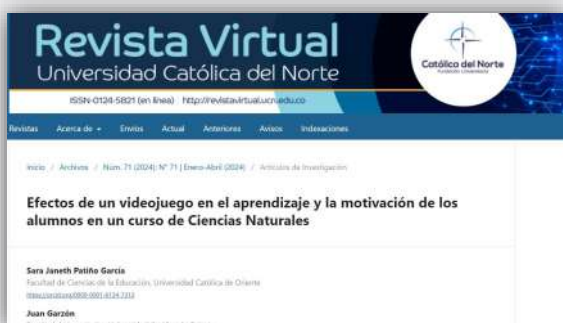 Revista Virtual
Universidad Católica del Norte
Católica del Norte
Fundación Universitaria
ISSN-0124-5821 (en línea) http://revistavirtual.ucn.edu.co
Revistas Acerca de Envíos Actual Anteriores Avisos Indexaciones
Inicio / Archivos / Núm. 71 (2024): N° 71 | Enero-Abril (2024) / Artículos de Investigación
Efectos de un videojuego en el aprendizaje y la motivación de los
alumnos en un curso de Ciencias Naturales
Sara Janeth Patiño García
Facultad de Ciencias de la Educación, Universidad Católica de Oriente
Juan Garzón